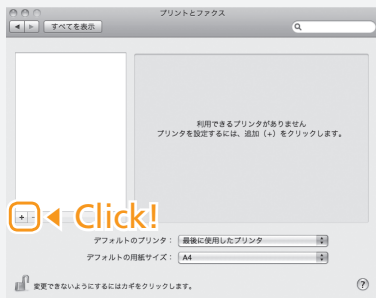 プリントとファクス
すべてを表示
利用できるプリンタがありません
プリンタを設定するには、追加（+）をクリックします。
+ -
Click!
デフォルトのプリンタ： 最後に使用したプリンタ
デフォルトの用紙サイズ： A4
変更できないようにするにはカギをクリックします。
?